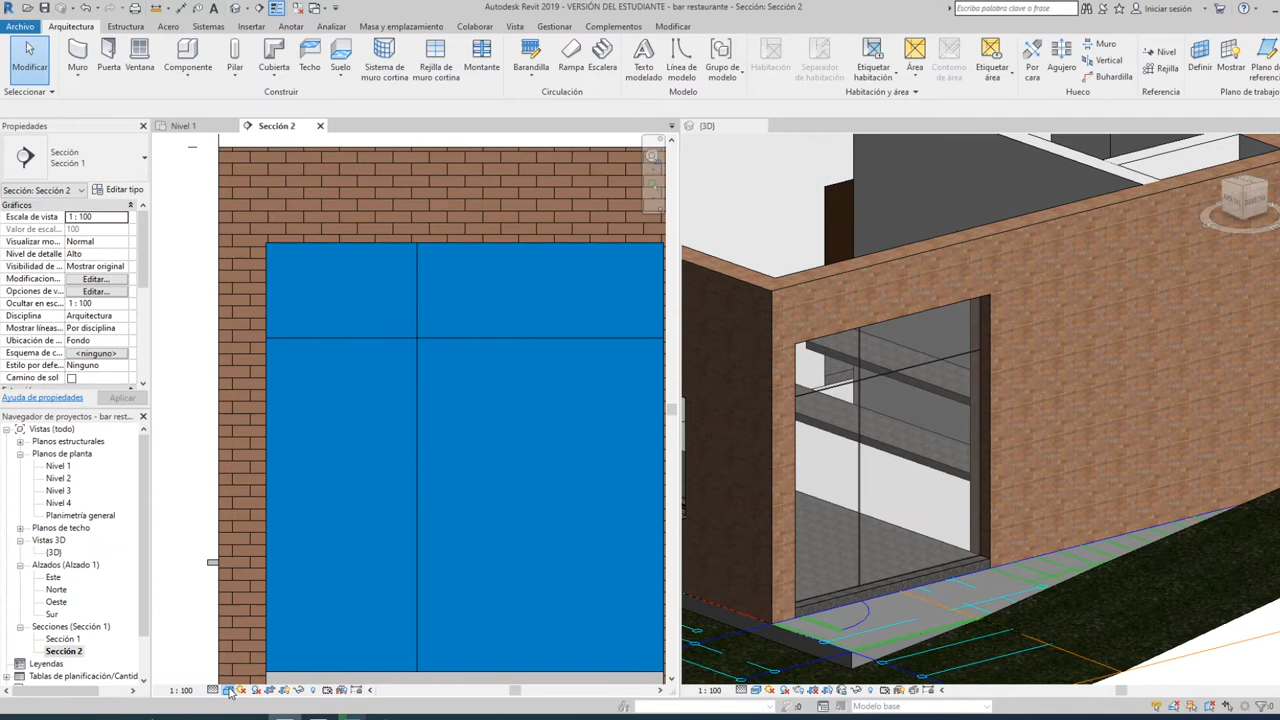 Autodesk Revit 2019 - VERSIÓN DEL ESTUDIANTE - bar restaurante - Sección: Sección 2
Escriba palabra clave o frase
Iniciar sesión
Archivo Arquitectura Estructura Acero Sistemas Insertar Anotar Masa y emplazamiento Colaborar Vista Gestionar Complementos Modificar
Modificar
Muro
Puerta
Ventana
Componente
Pilar
Cubierta
Techo
Suelo
Sistema de
muro cortina
Rejilla de
muro cortina
Montante
Barandilla
Rampa
Escalera
Texto
modelado
Línea de
modelo
Grupo de
modelo
Habitación
Separador
de habitación
Etiquetar
habitación
Área
Contorno
de área
Etiquetar
área
Por
cara
Agujero
Muro
Vertical
Buhardilla
Nivel
Rejilla
Definir
Mostrar
Plano de
referenc
Seleccionar
Construir
Circulación
Modelo
Habitación y área
Hueco
Referencia
Plano de trabajo
Propiedades
Nivel 1
Sección 2
{3D}
Sección
Sección 1
Sección: Sección 2
Editar tipo
Gráficos
Escala de vista 1 : 100
Valor de escal... 100
Visualizar mo... Normal
Nivel de detalle Alto
Visibilidad de ... Mostrar original
Modificacion... Editar...
Opciones de v... Editar...
Ocultar en esc... 1 : 100
Disciplina Arquitectura
Mostrar líneas... Por disciplina
Ubicación de ... Fondo
Esquema de c... <ninguno>
Estilo por defe... Ninguno
Camino de sol
Ayuda de propiedades
Aplicar
Navegador de proyectos - bar rest...
Vistas (todo)
Planos estructurales
Planos de planta
Nivel 1
Nivel 2
Nivel 3
Nivel 4
Planimetría general
Planos de techo
Vistas 3D
{3D}
Alzados (Alzado 1)
Este
Norte
Oeste
Sur
Secciones (Sección 1)
Sección 1
Sección 2
Leyendas
Tablas de planificación/Cantid
1 : 100
1 : 100
:0
Modelo base
:0